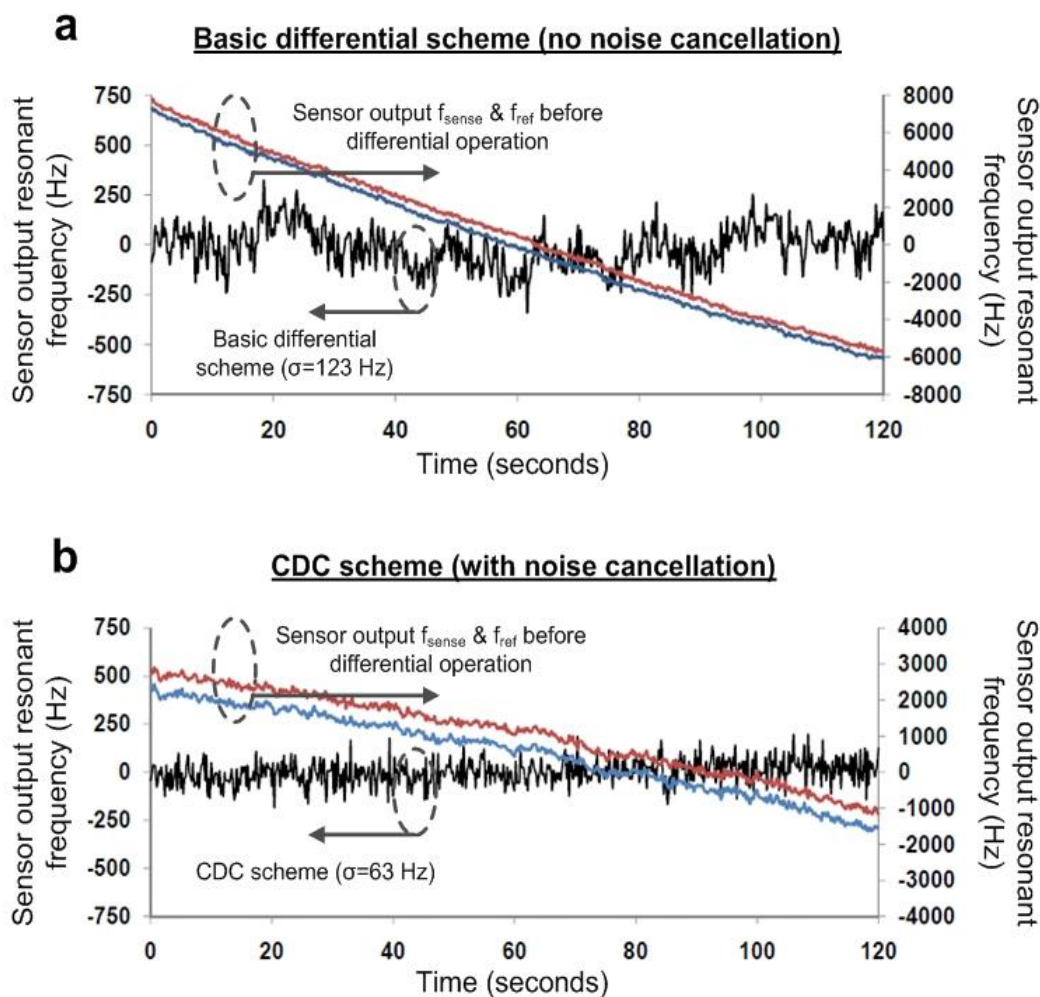 a
Basic differential scheme (no noise cancellation)
Sensor output resonant
frequency (Hz)
750
500
250
0
-250
-500
-750
Sensor output fsense & fref before
differential operation
Basic differential
scheme (σ=123 Hz)
8000
6000
4000
2000
0
-2000
-4000
-6000
-8000
Sensor output resonant
frequency (Hz)
0 20 40 60 80 100 120
Time (seconds)
b
CDC scheme (with noise cancellation)
Sensor output resonant
frequency (Hz)
750
500
250
0
-250
-500
-750
Sensor output fsense & fref before
differential operation
CDC scheme (σ=63 Hz)
4000
3000
2000
1000
0
-1000
-2000
-3000
-4000
Sensor output resonant
frequency (Hz)
0 20 40 60 80 100 120
Time (seconds)